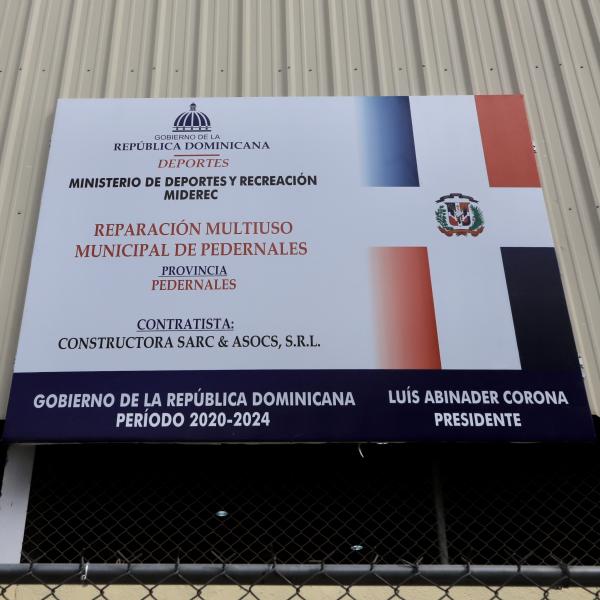 GOBIERNO DE LA
REPÚBLICA DOMINICANA
DEPORTES
MINISTERIO DE DEPORTES Y RECREACIÓN
MIDEREC
REPARACIÓN MULTIUSO
MUNICIPAL DE PEDERNALES
PROVINCIA
PEDERNALES
CONTRATISTA:
CONSTRUCTORA SARC & ASOCS, S.R.L.
GOBIERNO DE LA REPÚBLICA DOMINICANA
PERÍODO 2020-2024
LUÍS ABINADER CORONA
PRESIDENTE